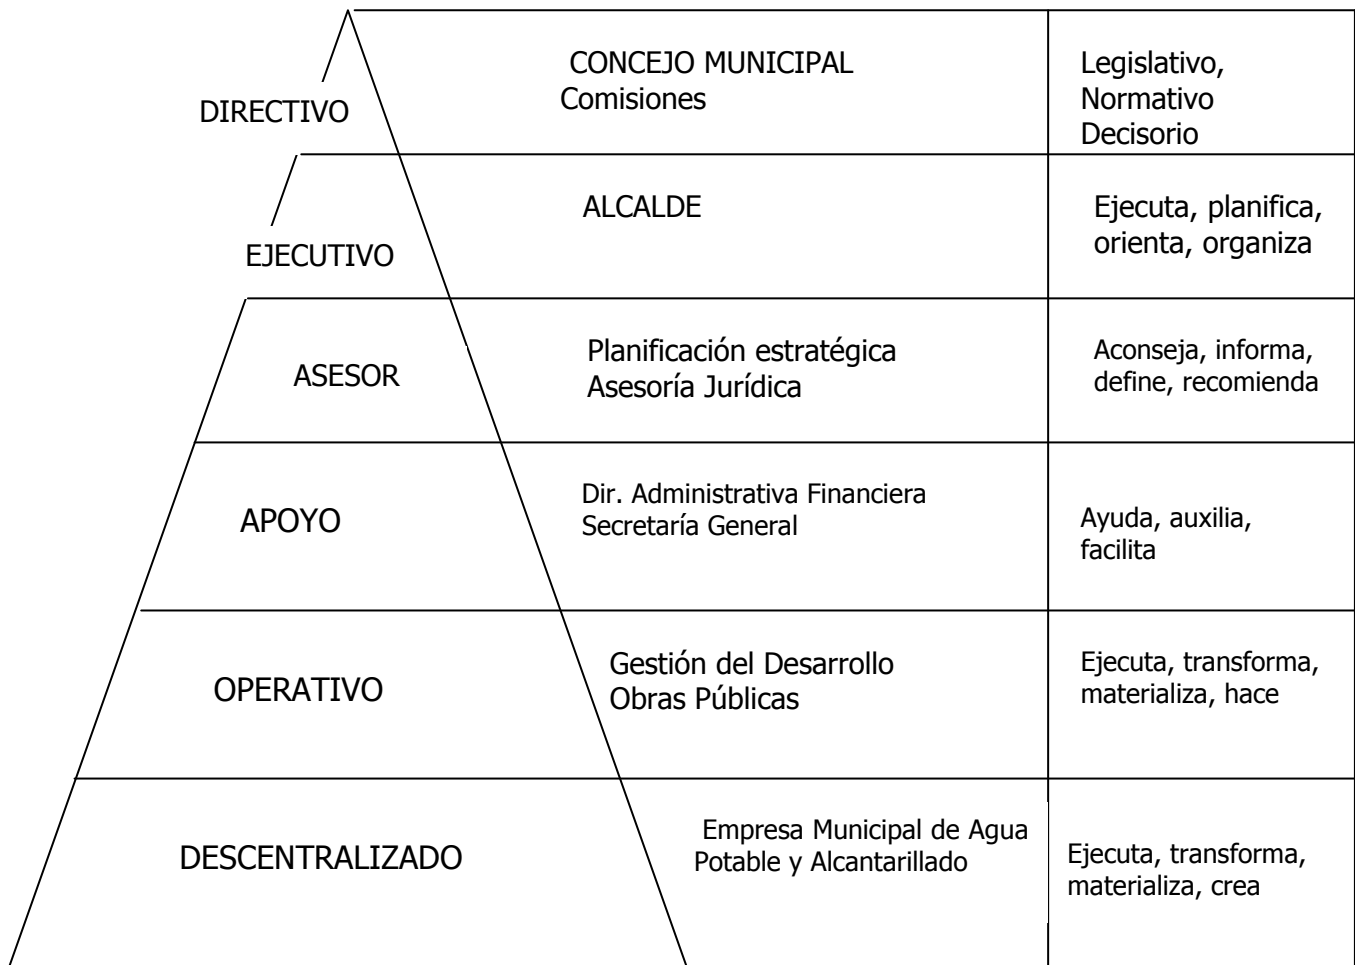 DIRECTIVO
CONCEJO MUNICIPAL
Comisiones
Legislativo,
Normativo
Decisorio
EJECUTIVO
ALCALDE
Ejecuta, planifica,
orienta, organiza
ASESOR
Planificación estratégica
Asesoría Jurídica
Aconseja, informa,
define, recomienda
APOYO
Dir. Administrativa Financiera
Secretaría General
Ayuda, auxilia,
facilita
OPERATIVO
Gestión del Desarrollo
Obras Públicas
Ejecuta, transforma,
materializa, hace
DESCENTRALIZADO
Empresa Municipal de Agua
Potable y Alcantarillado
Ejecuta, transforma,
materializa, crea